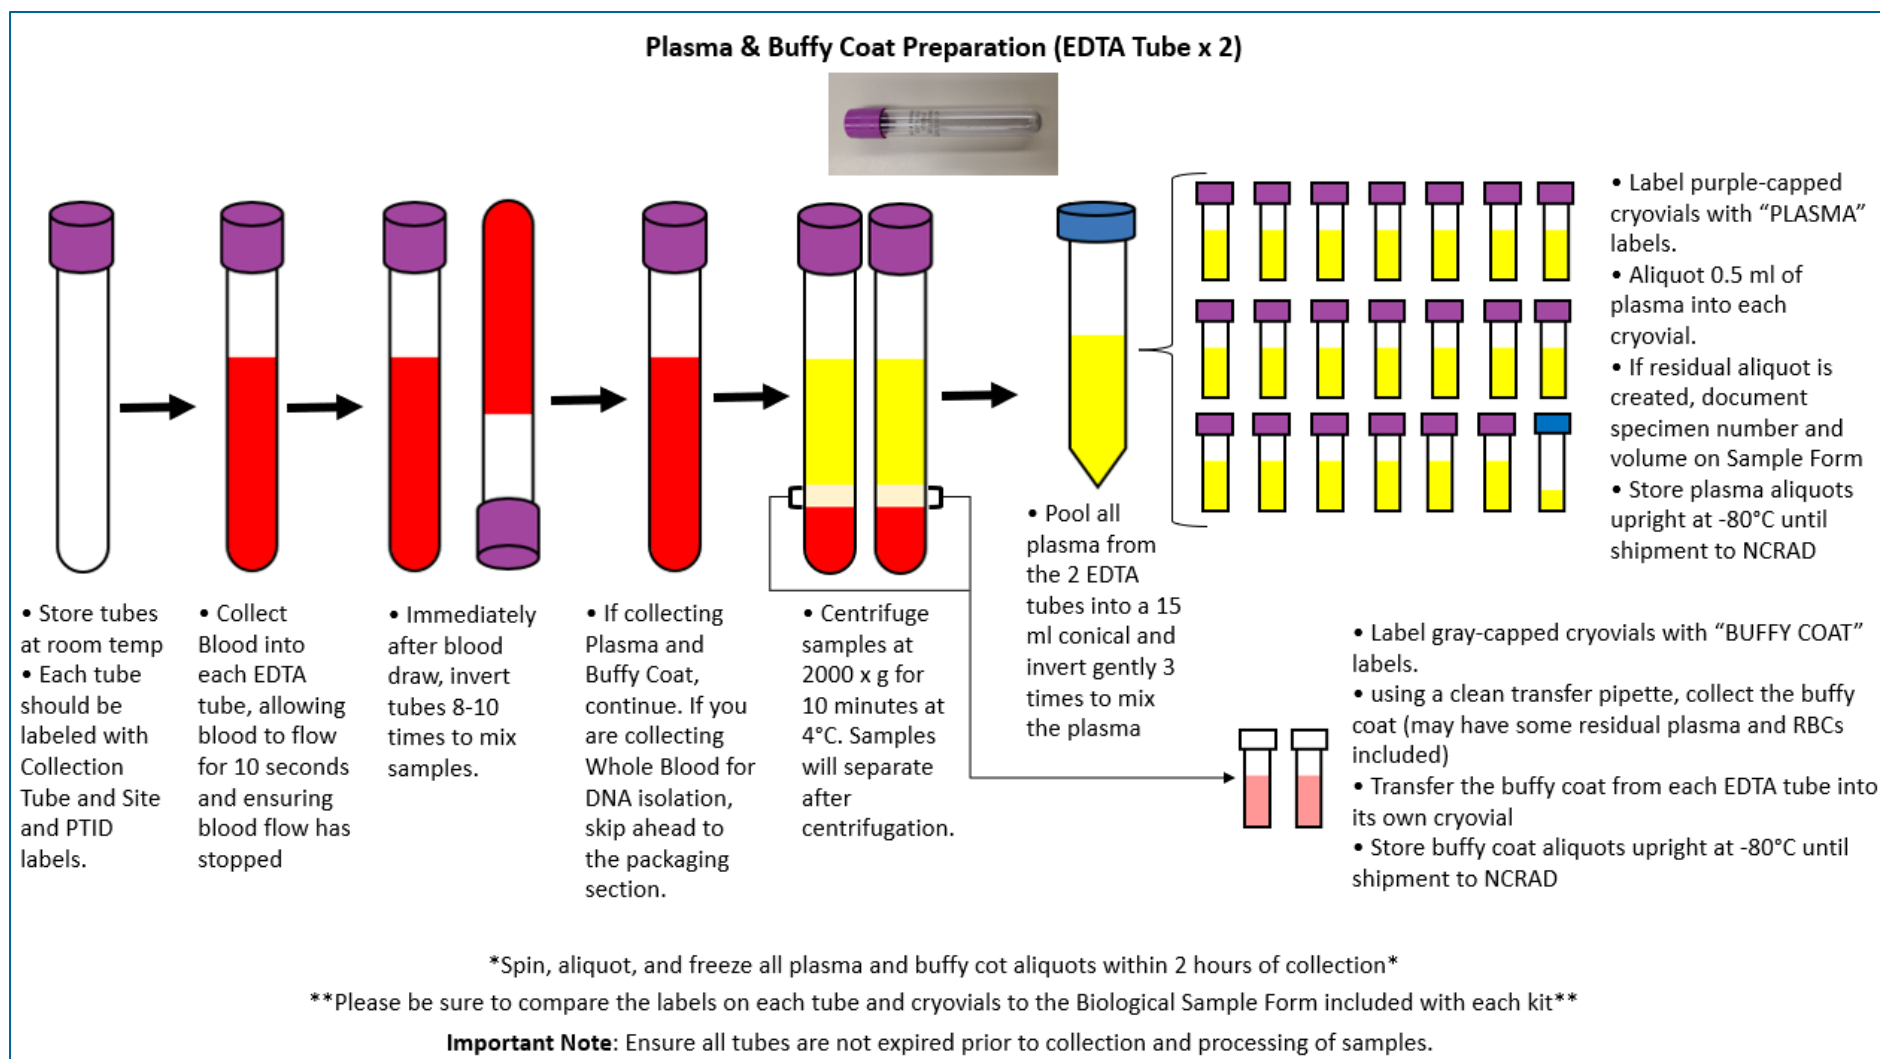 Plasma & Buffy Coat Preparation (EDTA Tube x 2)
• Store tubes
at room temp
• Each tube
should be
labeled with
Collection
Tube and Site
and PTID
labels.
• Collect
Blood into
each EDTA
tube, allowing
blood to flow
for 10 seconds
and ensuring
blood flow has
stopped
• Immediately
after blood
draw, invert
tubes 8-10
times to mix
samples.
• If collecting
Plasma and
Buffy Coat,
continue. If you
are collecting
Whole Blood for
DNA isolation,
skip ahead to
the packaging
section.
• Centrifuge
samples at
2000 x g for
10 minutes at
4°C. Samples
will separate
after
centrifugation.
• Pool all
plasma from
the 2 EDTA
tubes into a 15
ml conical and
invert gently 3
times to mix
the plasma
• Label purple-capped
cryovials with “PLASMA”
labels.
• Aliquot 0.5 ml of
plasma into each
cryovial.
• If residual aliquot is
created, document
specimen number and
volume on Sample Form
• Store plasma aliquots
upright at -80°C until
shipment to NCRAD
• Label gray-capped cryovials with “BUFFY COAT”
labels.
• using a clean transfer pipette, collect the buffy
coat (may have some residual plasma and RBCs
included)
• Transfer the buffy coat from each EDTA tube into
its own cryovial
• Store buffy coat aliquots upright at -80°C until
shipment to NCRAD
*Spin, aliquot, and freeze all plasma and buffy cot aliquots within 2 hours of collection*
**Please be sure to compare the labels on each tube and cryovials to the Biological Sample Form included with each kit**
Important Note: Ensure all tubes are not expired prior to collection and processing of samples.